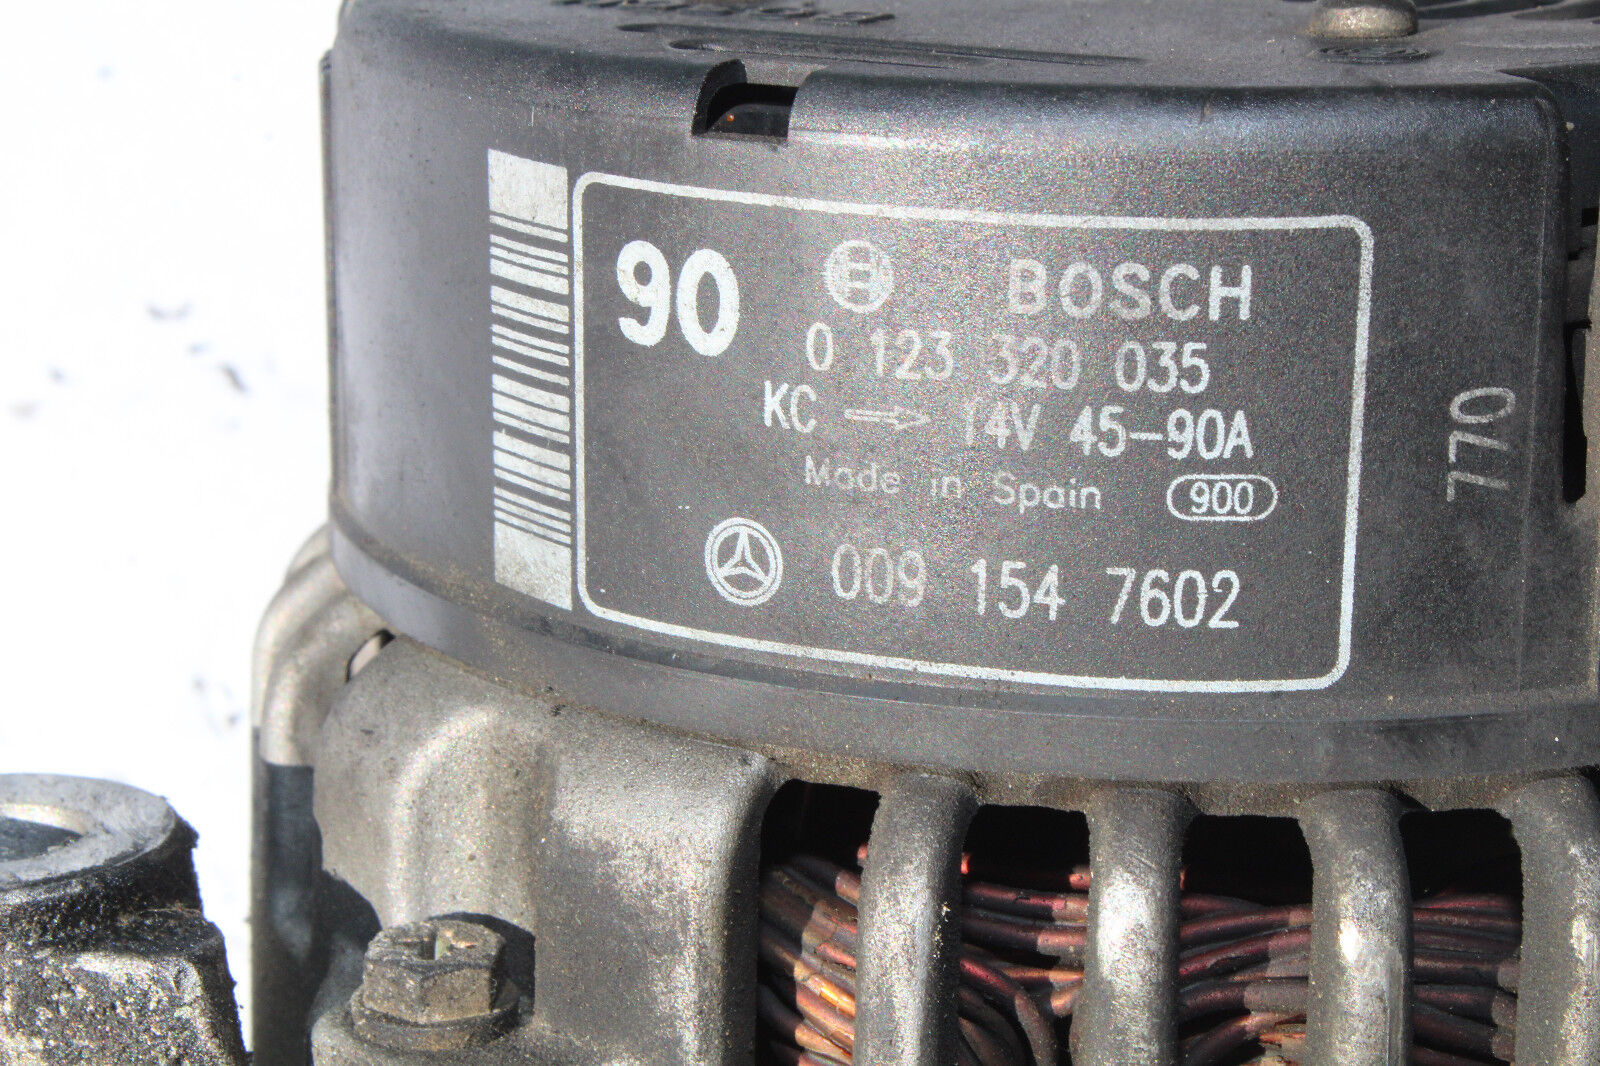 90 BOSCH
0 123 320 035
KC → 14V 45-90A
Made in Spain 900
009 154 7602
770